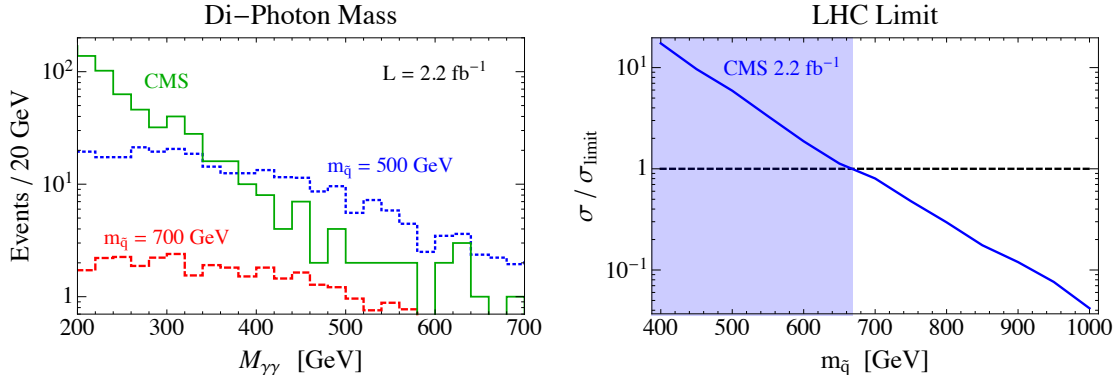 Di−Photon Mass
Events / 20 GeV
10²
10
1
CMS
L = 2.2 fb⁻¹
m_q̃ = 500 GeV
m_q̃ = 700 GeV
200 300 400 500 600 700
M_γγ [GeV]
LHC Limit
σ / σ_limit
10¹
1
10⁻¹
CMS 2.2 fb⁻¹
400 500 600 700 800 900 1000
m_q̃ [GeV]